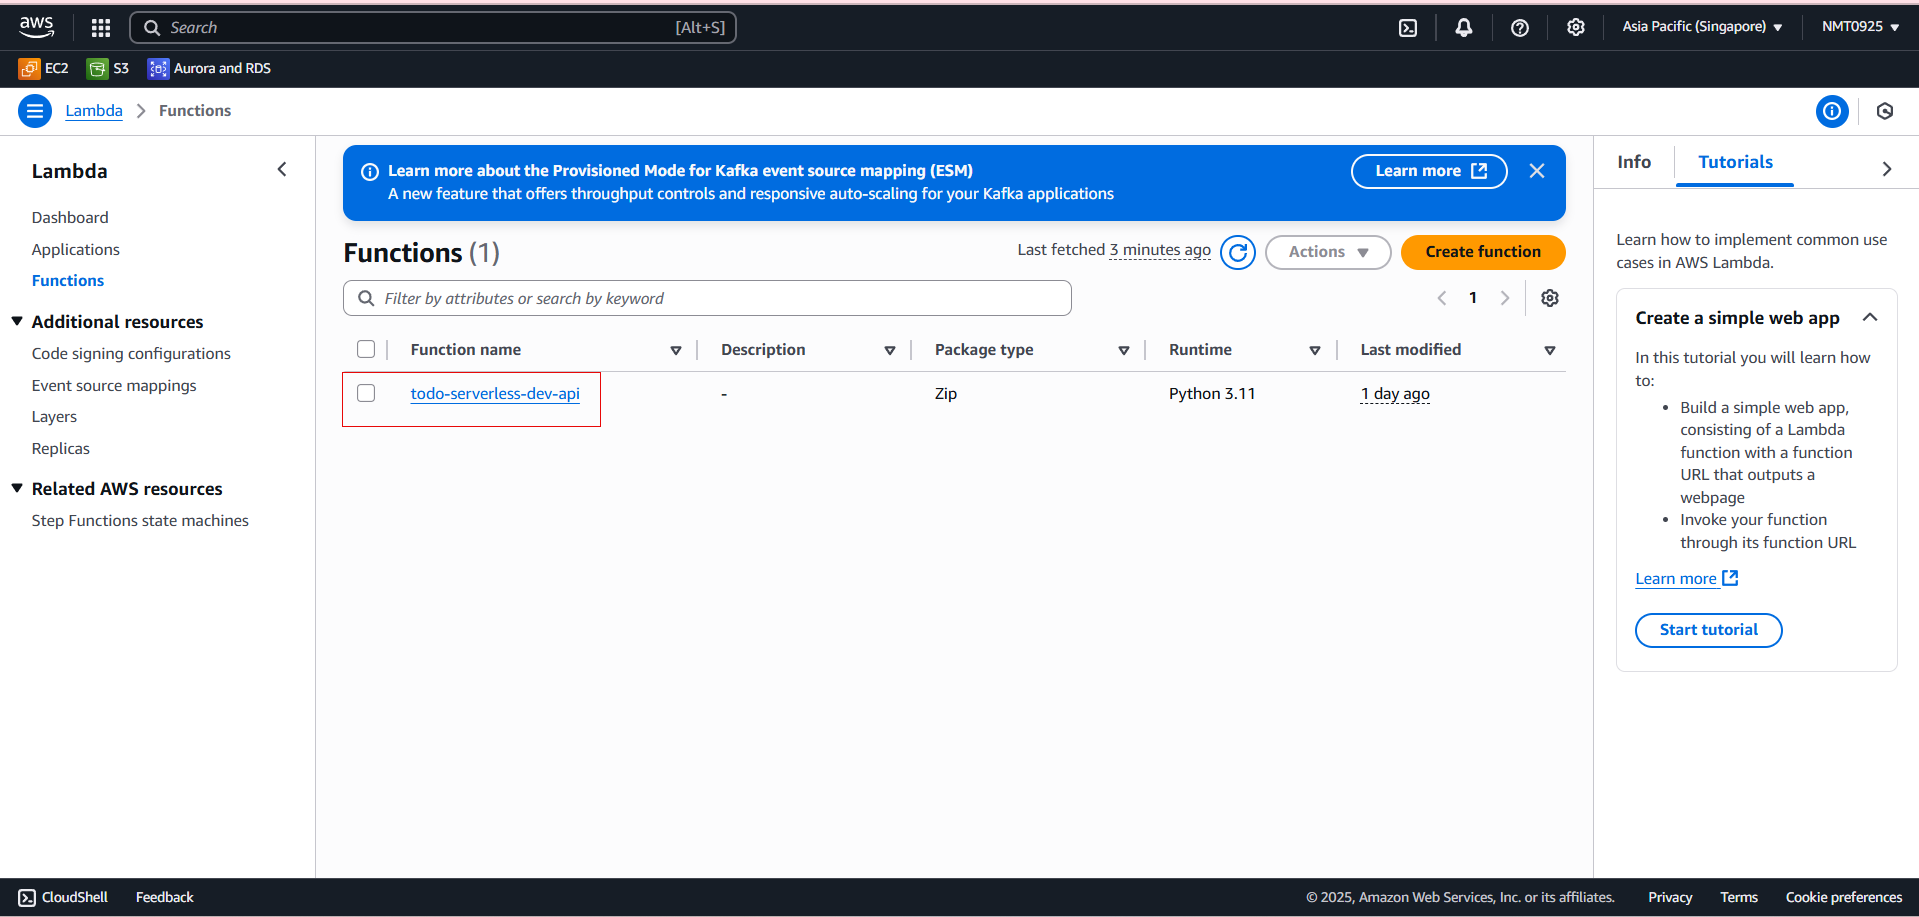 aws
Search [Alt+S]
Asia Pacific (Singapore)
NMT0925
EC2 S3 Aurora and RDS
Lambda Functions
Lambda
Dashboard
Applications
Functions
Additional resources
Code signing configurations
Event source mappings
Layers
Replicas
Related AWS resources
Step Functions state machines
Learn more about the Provisioned Mode for Kafka event source mapping (ESM)
A new feature that offers throughput controls and responsive auto-scaling for your Kafka applications
Learn more
Functions (1)
Last fetched 3 minutes ago
Actions
Create function
Filter by attributes or search by keyword
1
Function name Description Package type Runtime Last modified
todo-serverless-dev-api - Zip Python 3.11 1 day ago
Info Tutorials
Learn how to implement common use
cases in AWS Lambda.
Create a simple web app
In this tutorial you will learn how
to:
• Build a simple web app,
consisting of a Lambda
function with a function
URL that outputs a
webpage
• Invoke your function
through its function URL
Learn more
Start tutorial
CloudShell Feedback
© 2025, Amazon Web Services, Inc. or its affiliates. Privacy Terms Cookie preferences